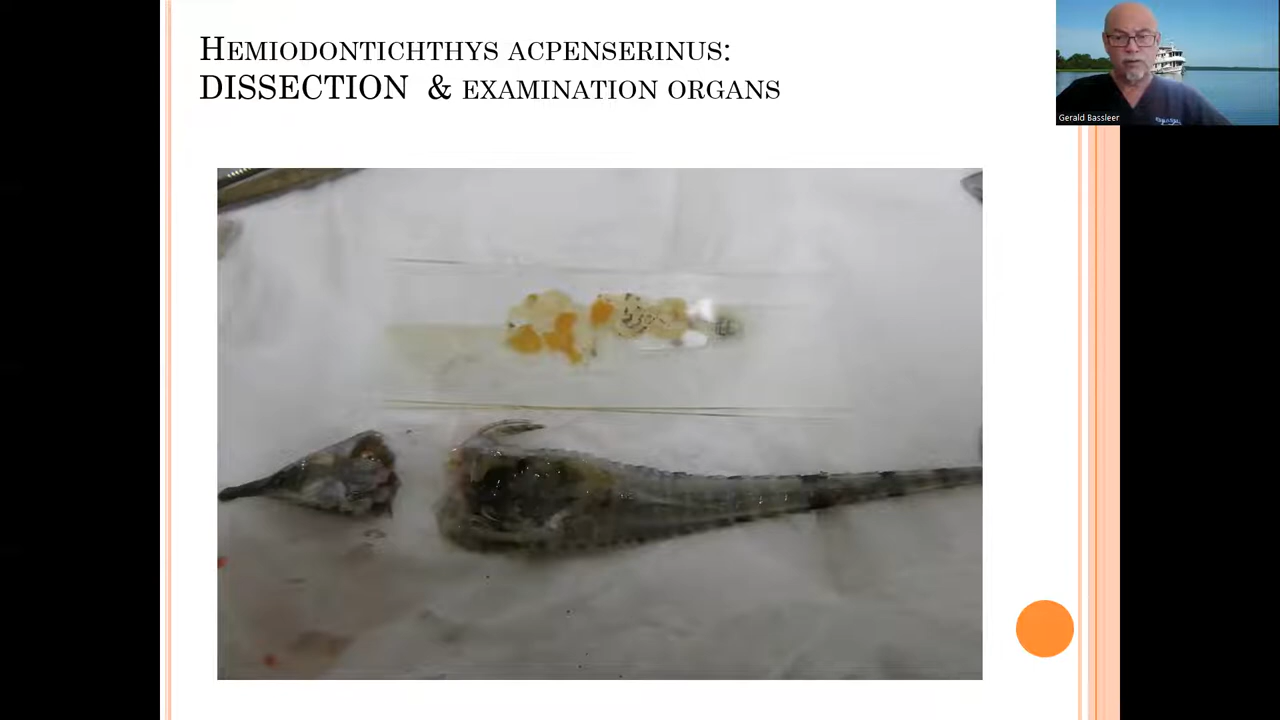 HEMIODONTICHTHYS ACPENSERINUS:
DISSECTION & EXAMINATION ORGANS
Gerald Bassleer